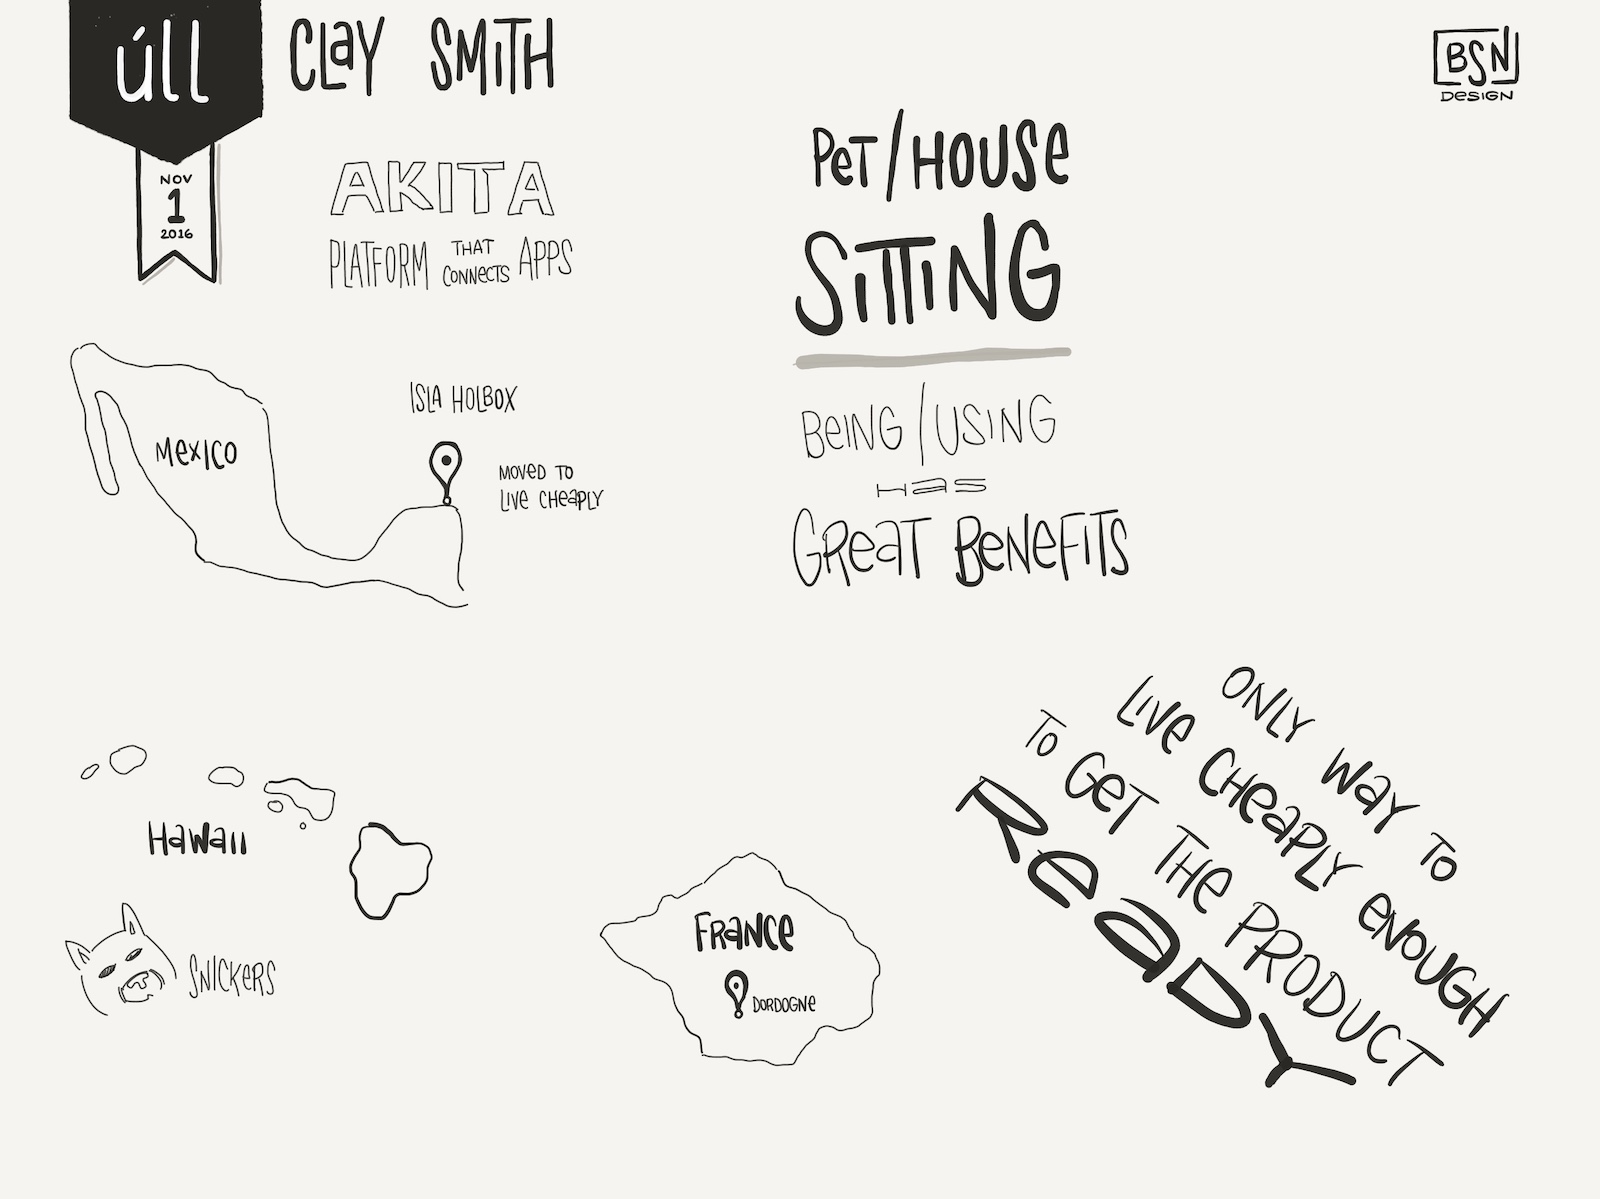 úll
CLaY SMiTH
BSN
DESIGN
NOV
1
2016
AKITA
PLATFORM THAT CONNeCTS APPS
PeT/HOUSe
SiTTiNG
BeING/USING
Has
GReaT BeNeFITS
MexICO
ISLA HOLBOX
MOVeD TO
LIVe CHeaPLY
Hawaii
SNICKeRS
FRaNCe
DORDOGNe
ONLY WaY TO
LIVe CHeaPLY eNOUGH
TO GeT THe PRODUCT
ReaDY